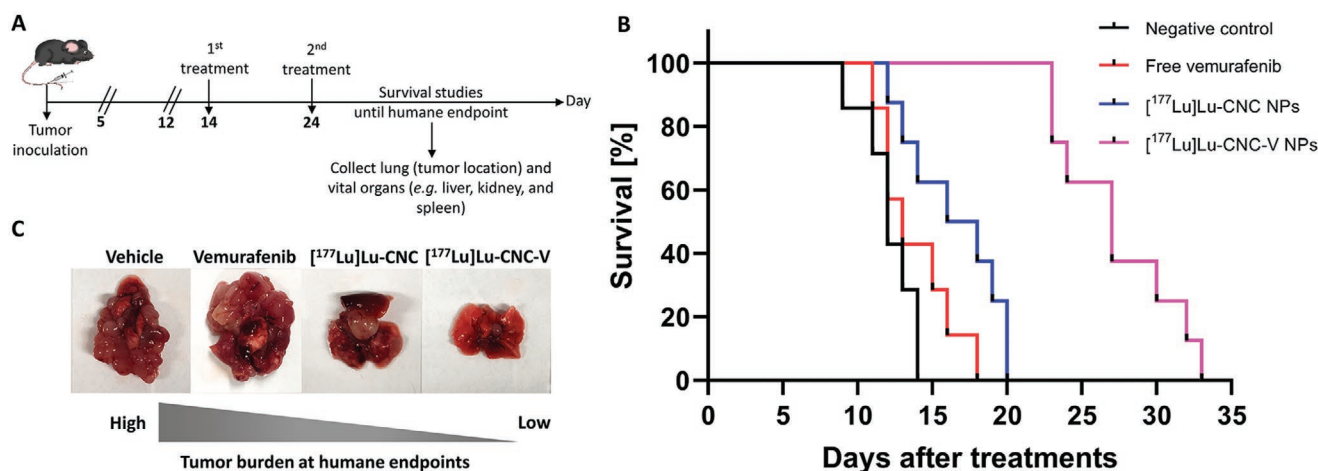 A
1st
treatment
2nd
treatment
Day
5
12
14
24
Tumor
inoculation
Survival studies
until humane endpoint
Collect lung (tumor location) and
vital organs (e.g. liver, kidney, and
spleen)
C
Vehicle
Vemurafenib
[177Lu]Lu-CNC
[177Lu]Lu-CNC-V
High
Low
Tumor burden at humane endpoints
B
Negative control
Free vemurafenib
[177Lu]Lu-CNC NPs
[177Lu]Lu-CNC-V NPs
Survival [%]
100
80
60
40
20
0
0 5 10 15 20 25 30 35
Days after treatments